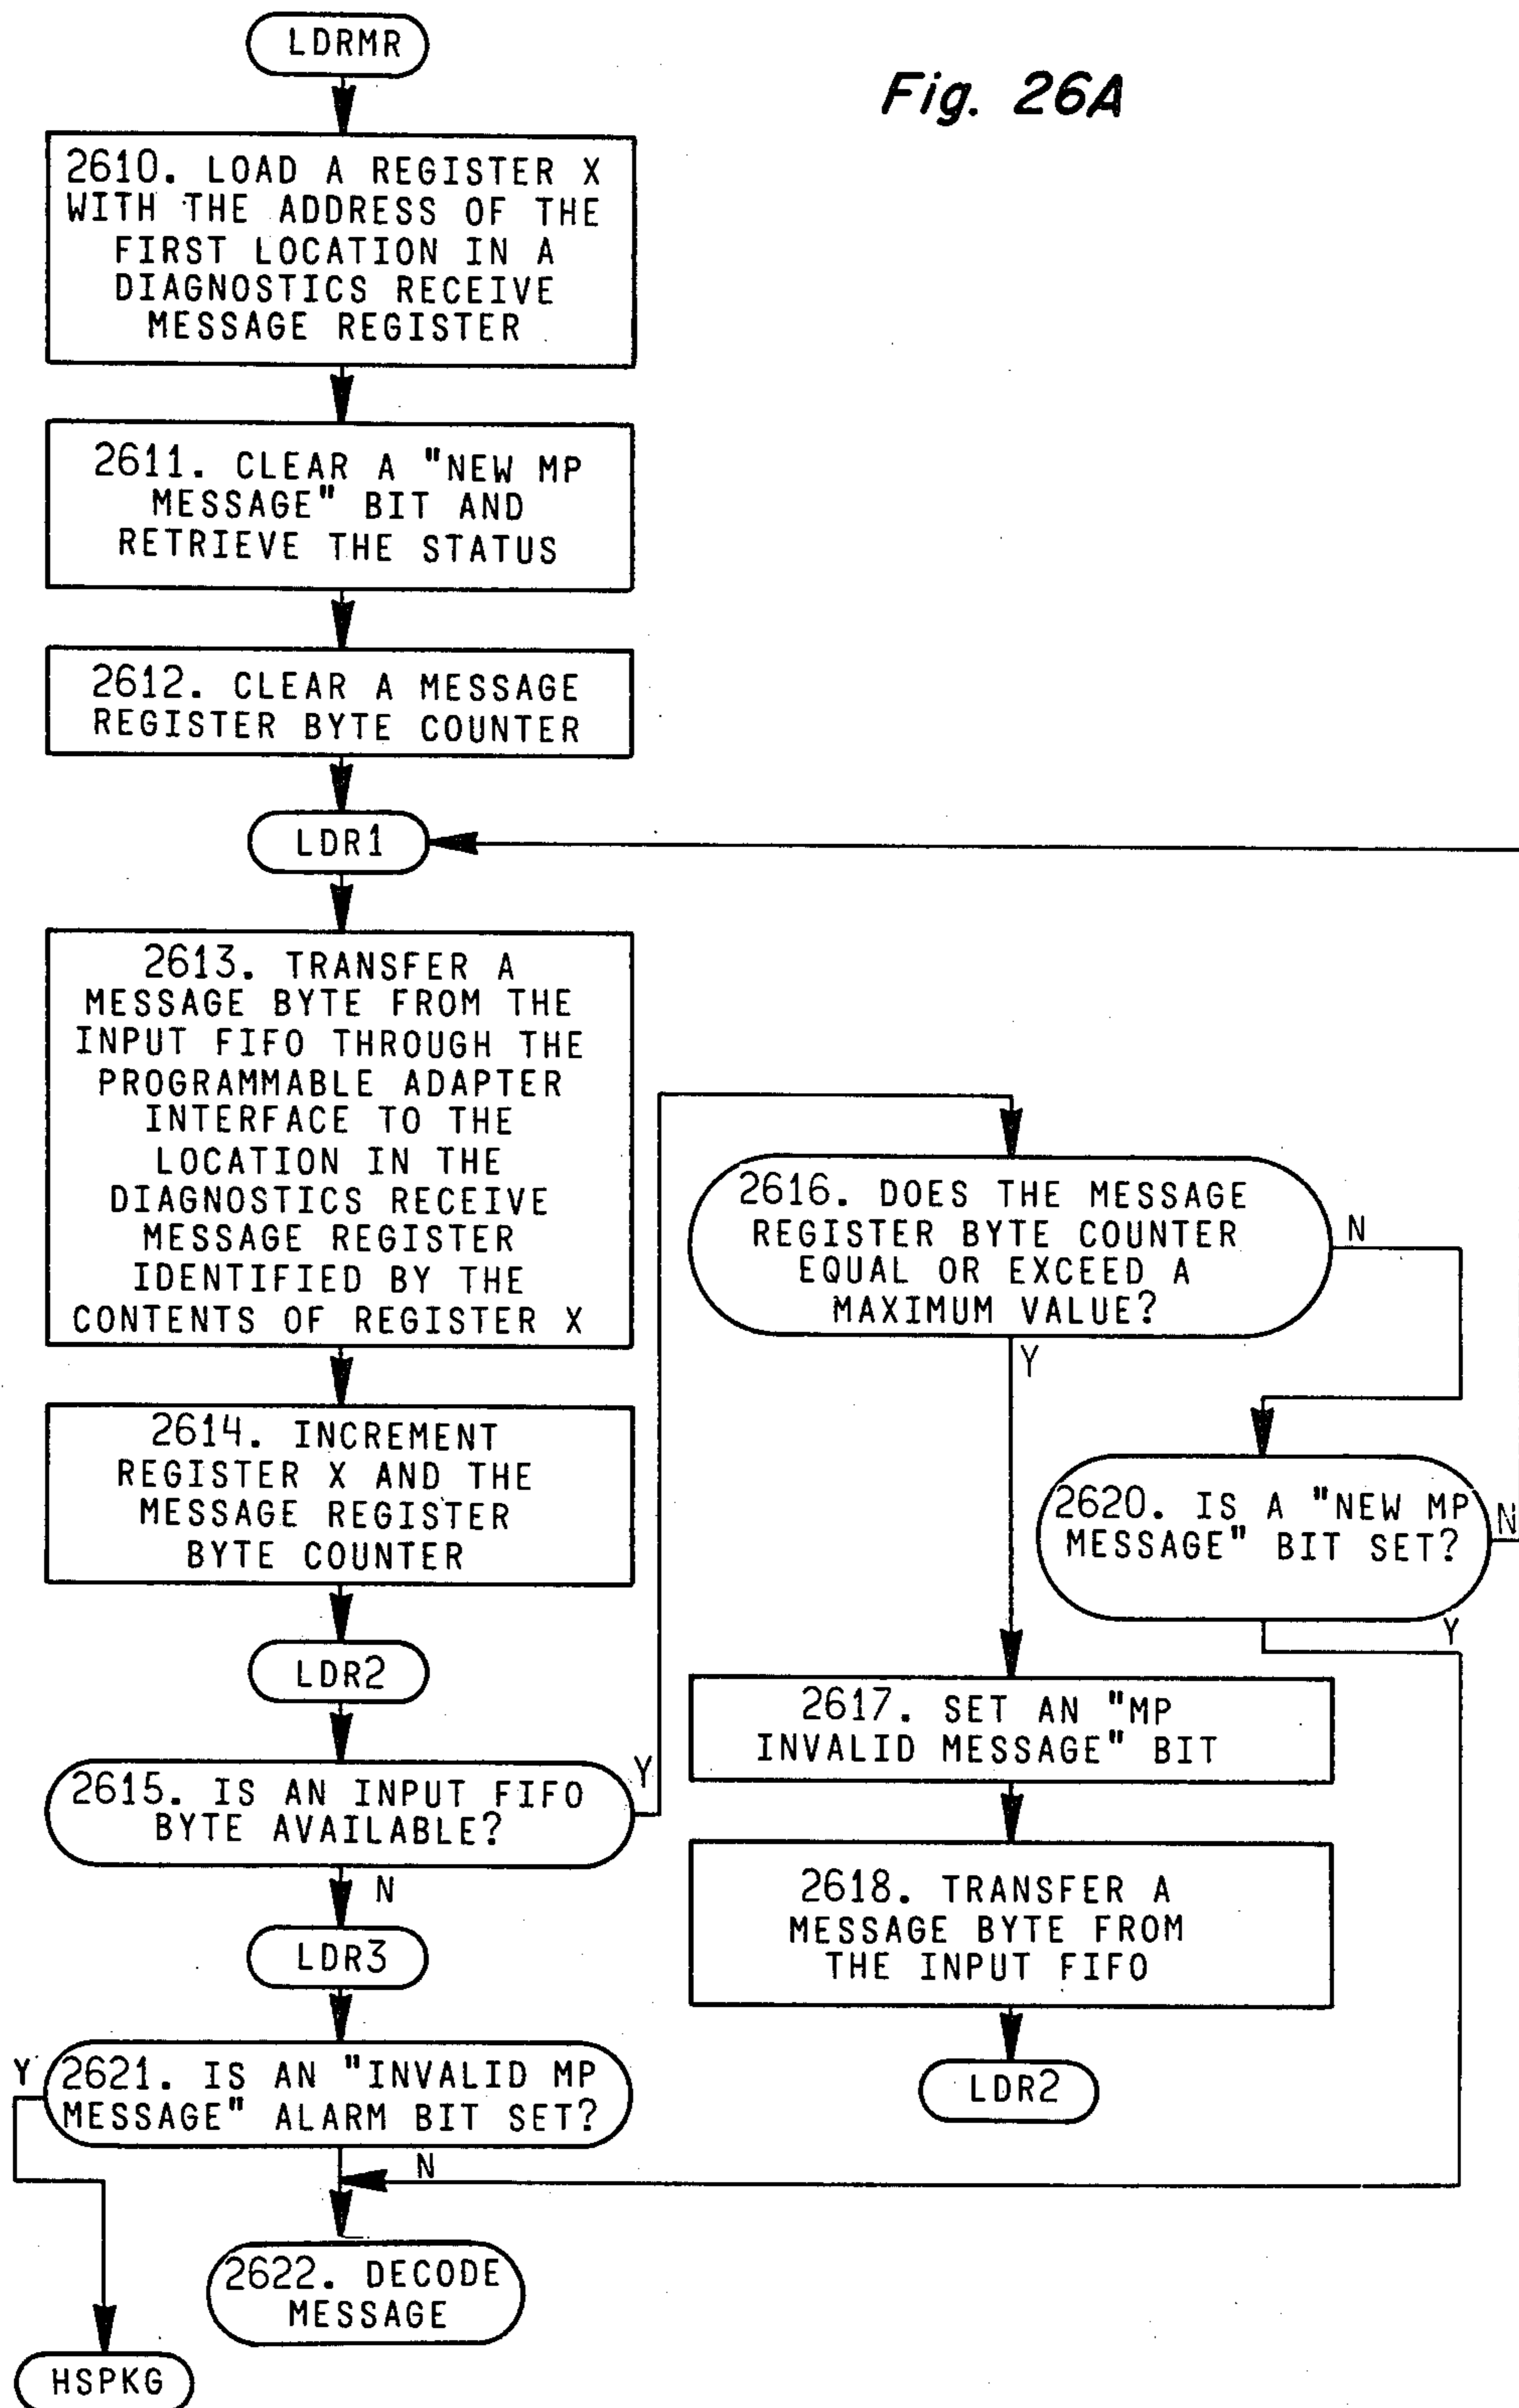 LDRMR
Fig. 26A
2610. LOAD A REGISTER X
WITH THE ADDRESS OF THE
FIRST LOCATION IN A
DIAGNOSTICS RECEIVE
MESSAGE REGISTER
2611. CLEAR A "NEW MP
MESSAGE" BIT AND
RETRIEVE THE STATUS
2612. CLEAR A MESSAGE
REGISTER BYTE COUNTER
LDR1
2613. TRANSFER A
MESSAGE BYTE FROM THE
INPUT FIFO THROUGH THE
PROGRAMMABLE ADAPTER
INTERFACE TO THE
LOCATION IN THE
DIAGNOSTICS RECEIVE
MESSAGE REGISTER
IDENTIFIED BY THE
CONTENTS OF REGISTER X
2614. INCREMENT
REGISTER X AND THE
MESSAGE REGISTER
BYTE COUNTER
LDR2
2615. IS AN INPUT FIFO
BYTE AVAILABLE?
Y
N
LDR3
2621. IS AN "INVALID MP
MESSAGE" ALARM BIT SET?
Y
N
2622. DECODE
MESSAGE
HSPKG
2616. DOES THE MESSAGE
REGISTER BYTE COUNTER
EQUAL OR EXCEED A
MAXIMUM VALUE?
N
Y
2620. IS A "NEW MP
MESSAGE" BIT SET?
N
Y
2617. SET AN "MP
INVALID MESSAGE" BIT
2618. TRANSFER A
MESSAGE BYTE FROM
THE INPUT FIFO
LDR2